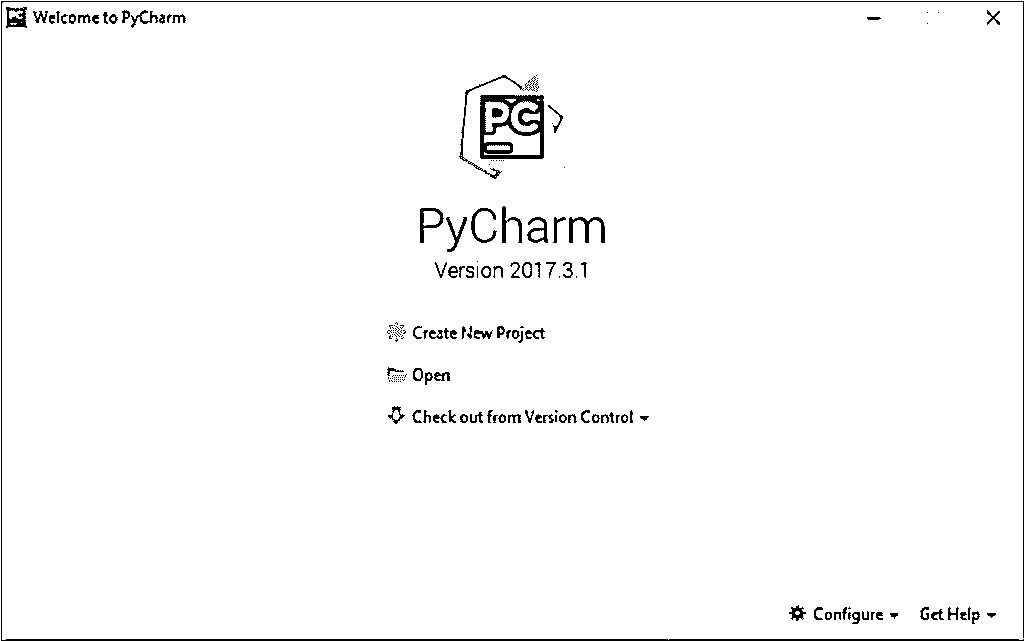 Welcome to PyCharm
PC
PyCharm
Version 2017.3.1
Create New Project
Open
Check out from Version Control
Configure
Get Help